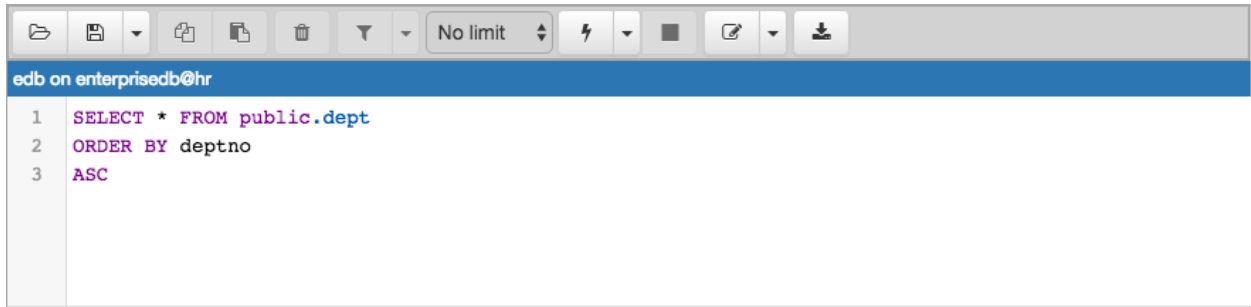 No limit
edb on enterprisedb@hr
1 SELECT * FROM public.dept
2 ORDER BY deptno
3 ASC